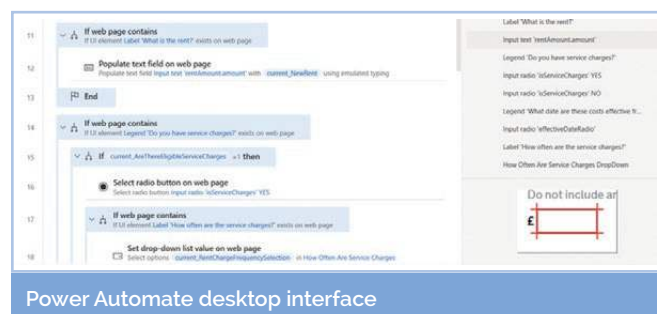 11
If web page contains
If UI element Label 'What is the rent?' exists on web page
12
Populate text field on web page
Populate text field Input text 'rentAmount.amount' with current_NewRent using emulated typing
13
End
14
If web page contains
If UI element Legend 'Do you have service charges?' exists on web page
15
If current_AreThereEligibleServiceCharges =1 then
16
Select radio button on web page
Select radio button Input radio 'isServiceCharges' YES
17
If web page contains
If UI element Label 'How often are the service charges?' exists on web page
18
Set drop-down list value on web page
Select options current_RentChargeFrequencySelection in How Often Are Service Charges
Label 'What is the rent?'
Input text 'rentAmount.amount'
Legend 'Do you have service charges?'
Input radio 'isServiceCharges' YES
Input radio 'isServiceCharges' NO
Legend 'What date are these costs effective fr...
Input radio 'effectiveDateRadio'
Label 'How often are the service charges?'
How Often Are Service Charges DropDown
Do not include ar
£
Power Automate desktop interface